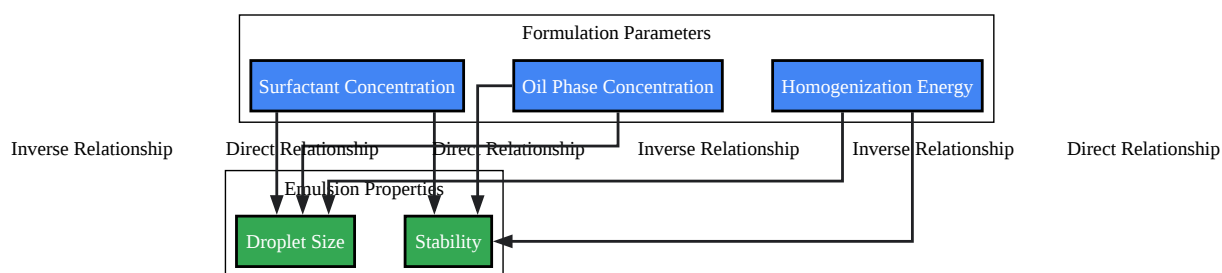 Formulation Parameters
Surfactant Concentration
Oil Phase Concentration
Homogenization Energy
Inverse Relationship
Direct Relationship
Direct Relationship
Inverse Relationship
Inverse Relationship
Direct Relationship
Emulsion Properties
Droplet Size
Stability